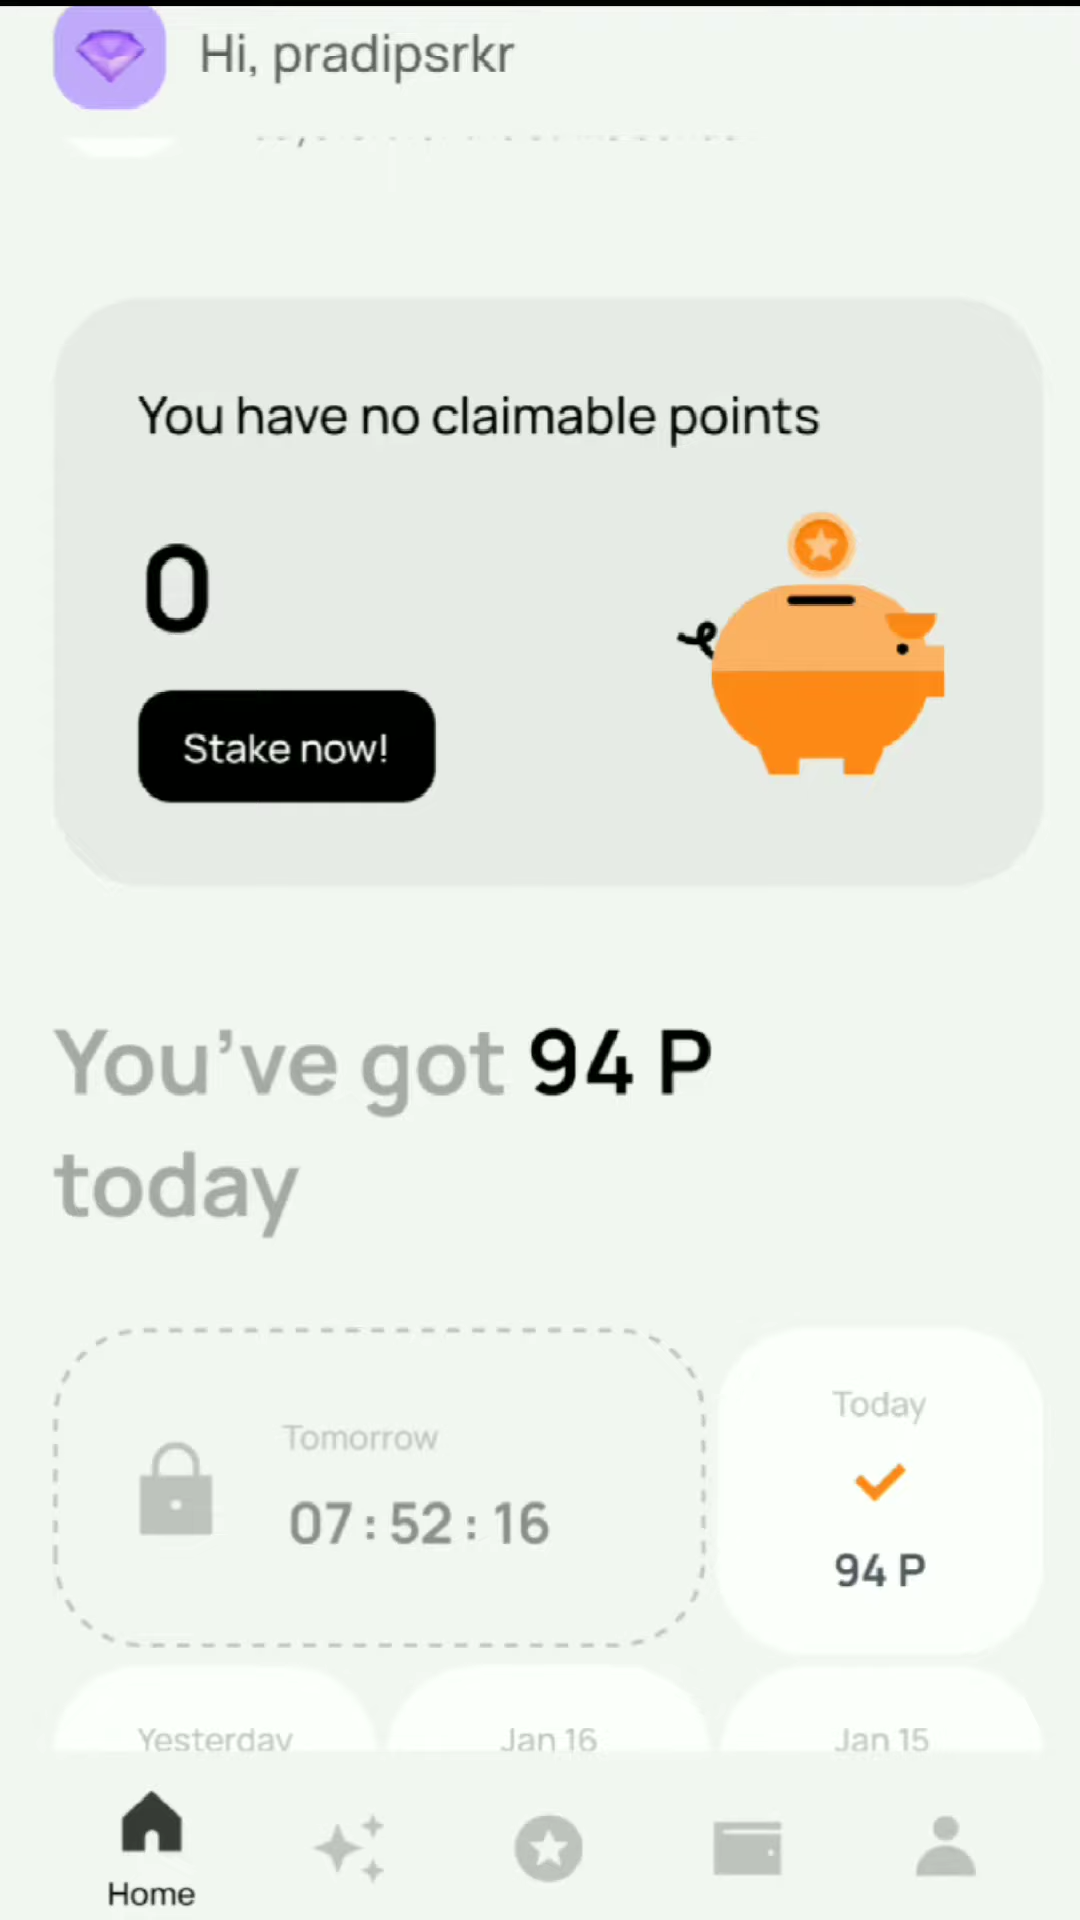 Hi, pradipsrkr
You have no claimable points
0
Stake now!
You've got 94 P
today
Tomorrow
07 : 52 : 16
Today
94 P
Yesterday
Jan 16
Jan 15
Home